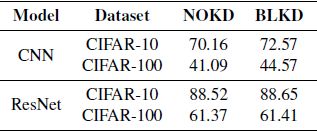 Model Dataset NOKD BLKD
CNN CIFAR-10 70.16 72.57
CIFAR-100 41.09 44.57
ResNet CIFAR-10 88.52 88.65
CIFAR-100 61.37 61.41